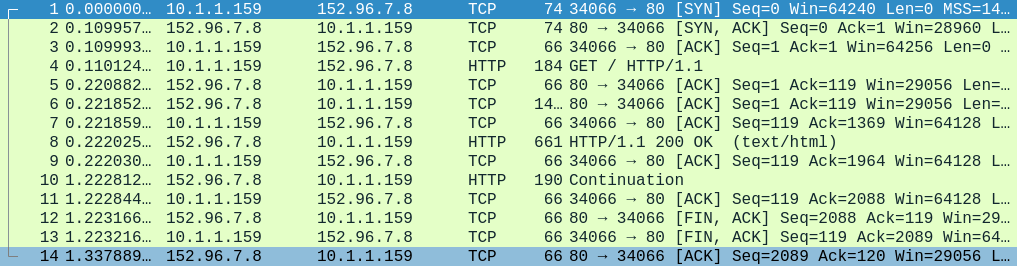 1 0.000000… 10.1.1.159 152.96.7.8 TCP 74 34066 → 80 [SYN] Seq=0 Win=64240 Len=0 MSS=14…
2 0.109957… 152.96.7.8 10.1.1.159 TCP 74 80 → 34066 [SYN, ACK] Seq=0 Ack=1 Win=28960 L…
3 0.109993… 10.1.1.159 152.96.7.8 TCP 66 34066 → 80 [ACK] Seq=1 Ack=1 Win=64256 Len=0 …
4 0.110124… 10.1.1.159 152.96.7.8 HTTP 184 GET / HTTP/1.1
5 0.220882… 152.96.7.8 10.1.1.159 TCP 66 80 → 34066 [ACK] Seq=1 Ack=119 Win=29056 Len=…
6 0.221852… 152.96.7.8 10.1.1.159 TCP 14… 80 → 34066 [ACK] Seq=1 Ack=119 Win=29056 Len=…
7 0.221859… 10.1.1.159 152.96.7.8 TCP 66 34066 → 80 [ACK] Seq=119 Ack=1369 Win=64128 L…
8 0.222025… 152.96.7.8 10.1.1.159 HTTP 661 HTTP/1.1 200 OK (text/html)
9 0.222030… 10.1.1.159 152.96.7.8 TCP 66 34066 → 80 [ACK] Seq=119 Ack=1964 Win=64128 L…
10 1.222812… 152.96.7.8 10.1.1.159 HTTP 190 Continuation
11 1.222844… 10.1.1.159 152.96.7.8 TCP 66 34066 → 80 [ACK] Seq=119 Ack=2088 Win=64128 L…
12 1.223166… 152.96.7.8 10.1.1.159 TCP 66 80 → 34066 [FIN, ACK] Seq=2088 Ack=119 Win=29…
13 1.223216… 10.1.1.159 152.96.7.8 TCP 66 34066 → 80 [FIN, ACK] Seq=119 Ack=2089 Win=64…
14 1.337889… 152.96.7.8 10.1.1.159 TCP 66 80 → 34066 [ACK] Seq=2089 Ack=120 Win=29056 L…